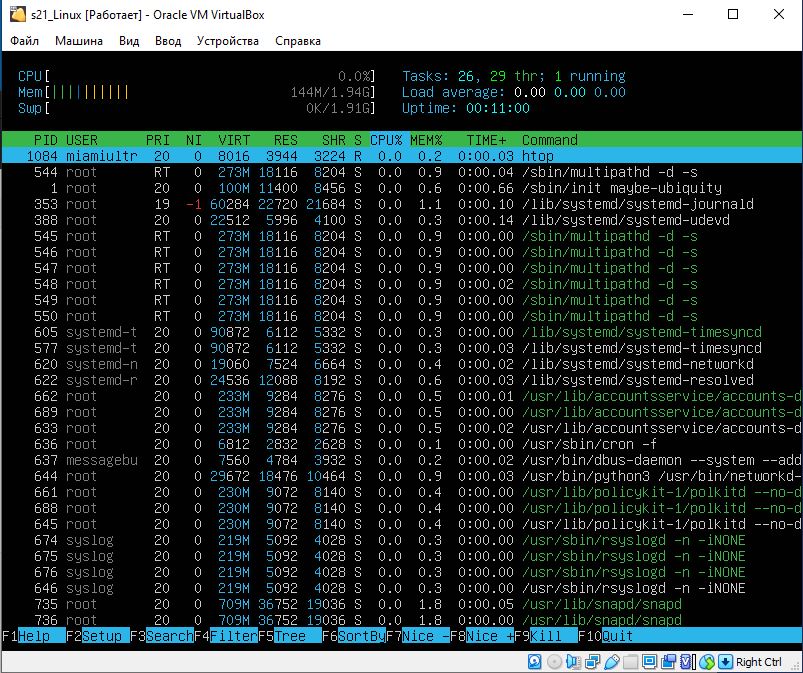 s21_Linux [Работает] - Oracle VM VirtualBox
Файл Машина Вид Ввод Устройства Справка
CPU[ 0.0%] Tasks: 26, 29 thr; 1 running
Mem[|||||||||| 144M/1.94G] Load average: 0.00 0.00 0.00
Swp[ 0K/1.91G] Uptime: 00:11:00
PID USER PRI NI VIRT RES SHR S CPU% MEM% TIME+ Command
1084 miamiultr 20 0 8016 3944 3224 R 0.0 0.2 0:00.03 htop
544 root RT 0 273M 18116 8204 S 0.0 0.9 0:00.04 /sbin/multipathd -d -s
1 root 20 0 100M 11400 8456 S 0.0 0.6 0:00.66 /sbin/init maybe-ubiquity
353 root 19 -1 60284 22720 21684 S 0.0 1.1 0:00.10 /lib/systemd/systemd-journald
388 root 20 0 22512 5996 4100 S 0.0 0.3 0:00.14 /lib/systemd/systemd-udevd
545 root RT 0 273M 18116 8204 S 0.0 0.9 0:00.00 /sbin/multipathd -d -s
546 root RT 0 273M 18116 8204 S 0.0 0.9 0:00.00 /sbin/multipathd -d -s
547 root RT 0 273M 18116 8204 S 0.0 0.9 0:00.00 /sbin/multipathd -d -s
548 root RT 0 273M 18116 8204 S 0.0 0.9 0:00.02 /sbin/multipathd -d -s
549 root RT 0 273M 18116 8204 S 0.0 0.9 0:00.00 /sbin/multipathd -d -s
550 root RT 0 273M 18116 8204 S 0.0 0.9 0:00.00 /sbin/multipathd -d -s
605 systemd-t 20 0 90872 6112 5332 S 0.0 0.3 0:00.00 /lib/systemd/systemd-timesyncd
577 systemd-t 20 0 90872 6112 5332 S 0.0 0.3 0:00.03 /lib/systemd/systemd-timesyncd
620 systemd-n 20 0 19060 7524 6664 S 0.0 0.4 0:00.02 /lib/systemd/systemd-networkd
622 systemd-r 20 0 24536 12088 8192 S 0.0 0.6 0:00.03 /lib/systemd/systemd-resolved
662 root 20 0 233M 9284 8276 S 0.0 0.5 0:00.01 /usr/lib/accountsservice/accounts-d
689 root 20 0 233M 9284 8276 S 0.0 0.5 0:00.00 /usr/lib/accountsservice/accounts-d
633 root 20 0 233M 9284 8276 S 0.0 0.5 0:00.02 /usr/lib/accountsservice/accounts-d
636 root 20 0 6812 2832 2628 S 0.0 0.1 0:00.00 /usr/sbin/cron -f
637 messagebu 20 0 7560 4784 3932 S 0.0 0.2 0:00.02 /usr/bin/dbus-daemon --system --add
644 root 20 0 29672 18476 10464 S 0.0 0.9 0:00.03 /usr/bin/python3 /usr/bin/networkd-
661 root 20 0 230M 9072 8140 S 0.0 0.4 0:00.00 /usr/lib/policykit-1/polkitd --no-d
688 root 20 0 230M 9072 8140 S 0.0 0.4 0:00.00 /usr/lib/policykit-1/polkitd --no-d
645 root 20 0 230M 9072 8140 S 0.0 0.4 0:00.00 /usr/lib/policykit-1/polkitd --no-d
674 syslog 20 0 219M 5092 4028 S 0.0 0.3 0:00.00 /usr/sbin/rsyslogd -n -iNONE
675 syslog 20 0 219M 5092 4028 S 0.0 0.3 0:00.00 /usr/sbin/rsyslogd -n -iNONE
676 syslog 20 0 219M 5092 4028 S 0.0 0.3 0:00.00 /usr/sbin/rsyslogd -n -iNONE
646 syslog 20 0 219M 5092 4028 S 0.0 0.3 0:00.00 /usr/sbin/rsyslogd -n -iNONE
735 root 20 0 709M 36752 19036 S 0.0 1.8 0:00.05 /usr/lib/snapd/snapd
736 root 20 0 709M 36752 19036 S 0.0 1.8 0:00.00 /usr/lib/snapd/snapd
F1Help F2Setup F3SearchF4FilterF5Tree F6SortByF7Nice -F8Nice +F9Kill F10Quit
Right Ctrl